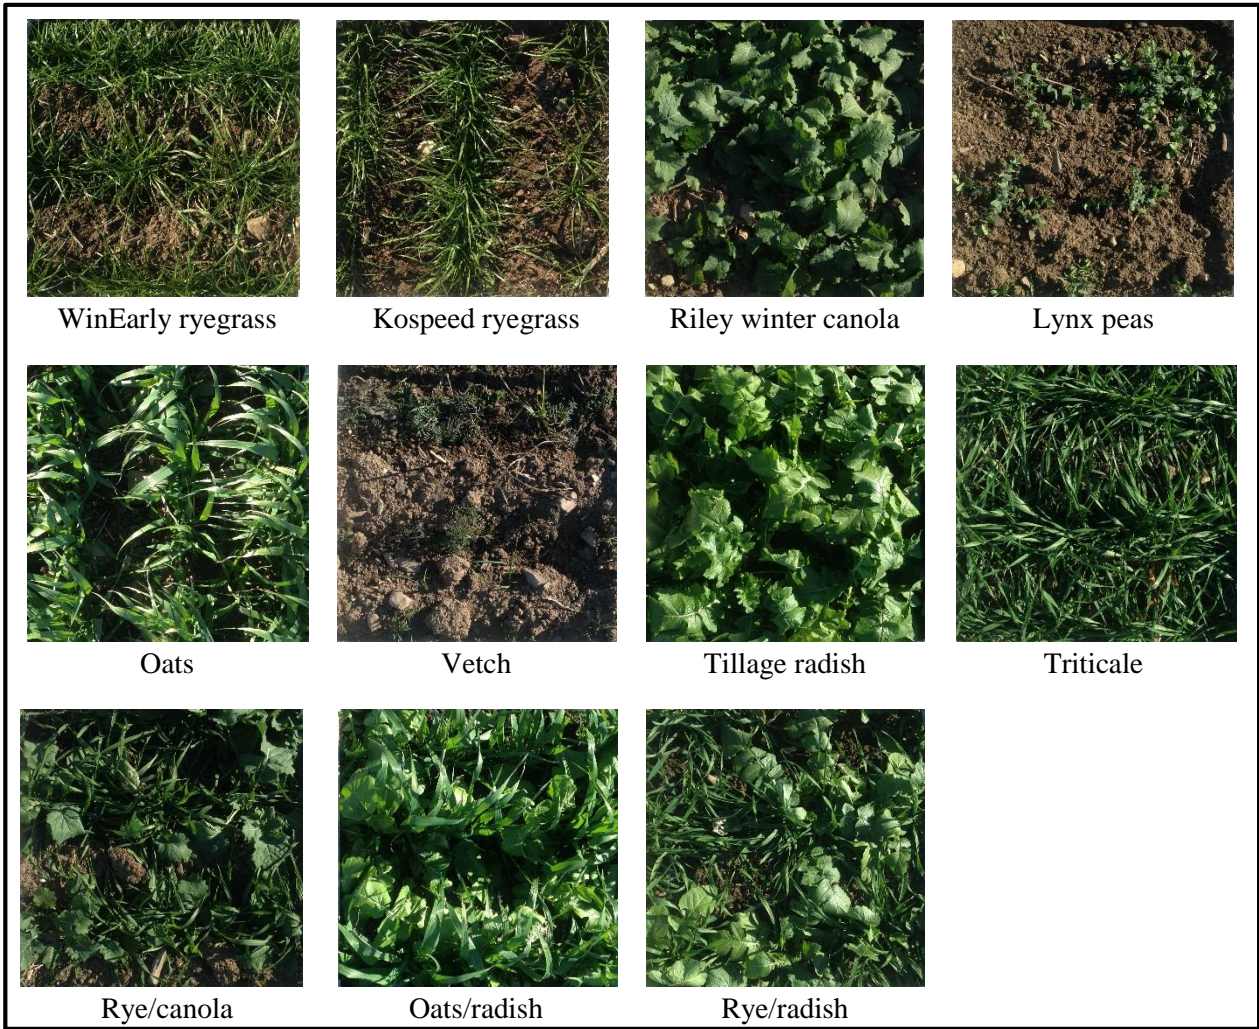 WinEarly ryegrass
Kospeed ryegrass
Riley winter canola
Lynx peas
Oats
Vetch
Tillage radish
Triticale
Rye/canola
Oats/radish
Rye/radish